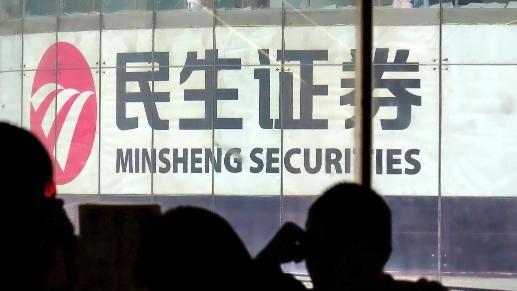 民生证券
MINSHENG SECURITIES